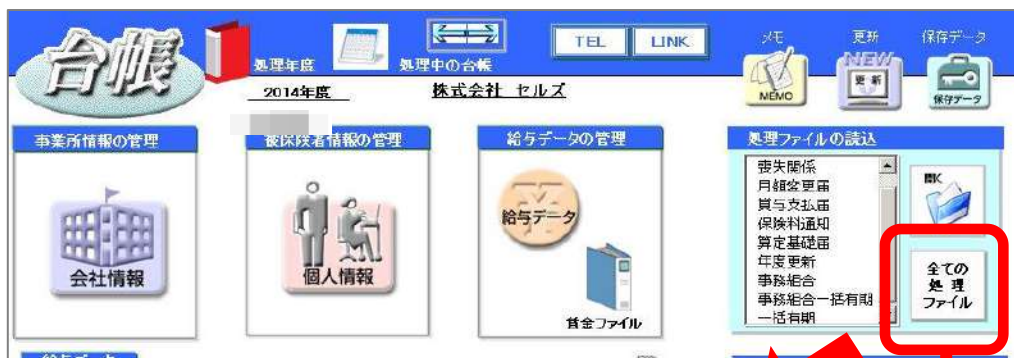 台帳
処理年度
2014年度
処理中の台帳
株式会社 セルズ
TEL
LINK
メモ
MEMO
更新
NEW
更新
保存データ
保存データ
事業所情報の管理
会社情報
被保険者情報の管理
個人情報
給与データの管理
給与データ
賃金ファイル
処理ファイルの読込
喪失関係
月額変更届
賞与支払届
保険料通知
算定基礎届
年度更新
事務組合
事務組合一括有期
一括有期
開く
全ての
処 理
ファイル